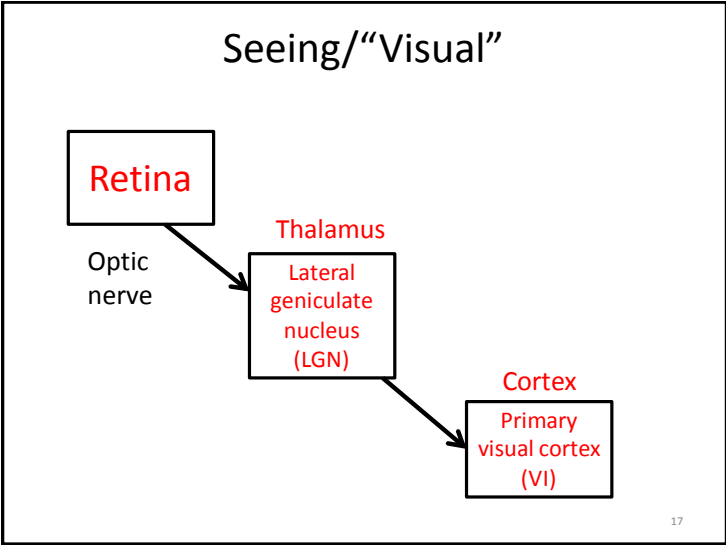 Seeing/“Visual”
Retina
Optic
nerve
Thalamus
Lateral
geniculate
nucleus
(LGN)
Cortex
Primary
visual cortex
(VI)
17